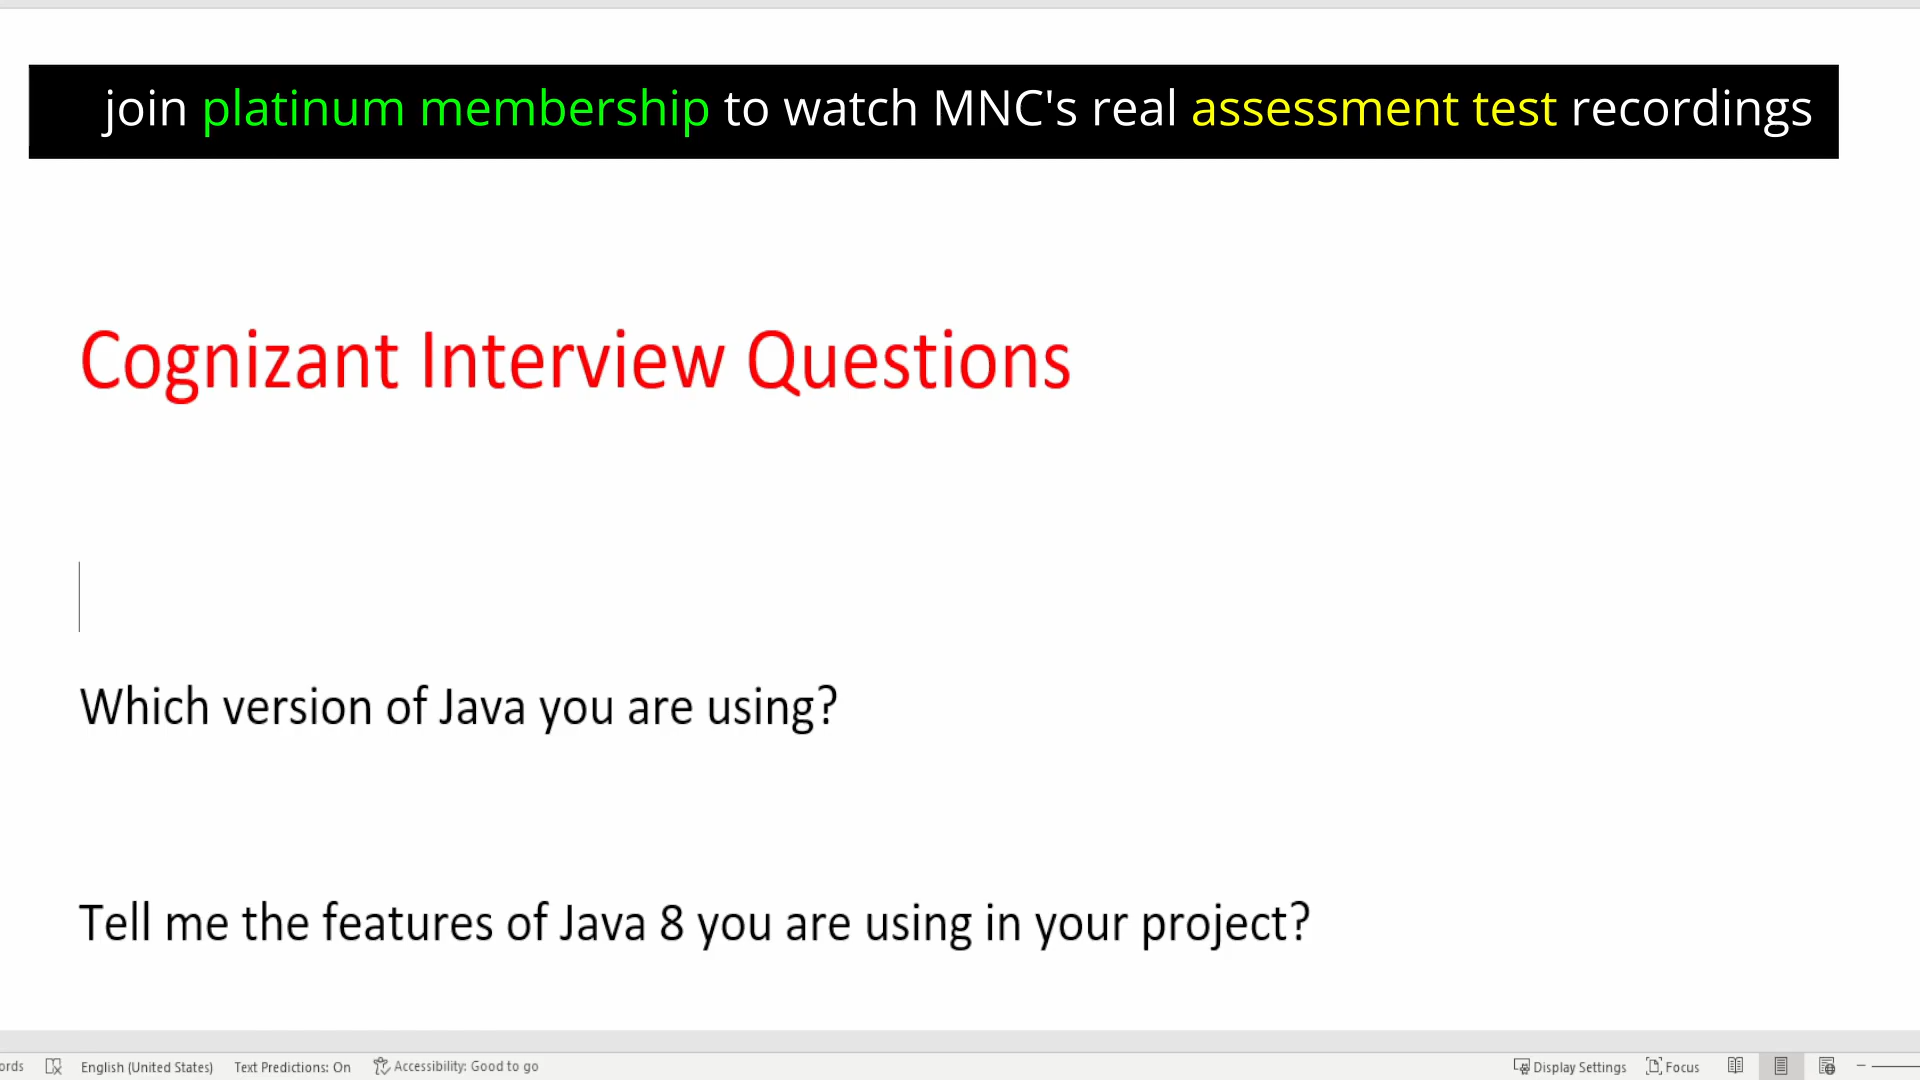 join platinum membership to watch MNC's real assessment test recordings
Cognizant Interview Questions
Which version of Java you are using?
Tell me the features of Java 8 you are using in your project?
ords English (United States) Text Predictions: On Accessibility: Good to go Display Settings Focus